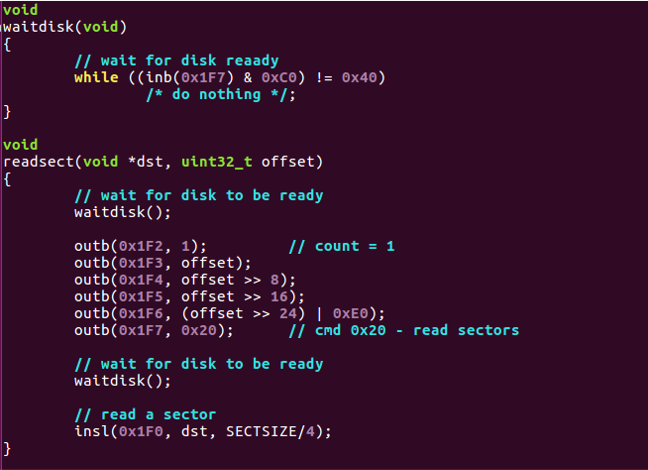 void
waitdisk(void)
{
        // wait for disk reaady
        while ((inb(0x1F7) & 0xC0) != 0x40)
                /* do nothing */;
}

void
readsect(void *dst, uint32_t offset)
{
        // wait for disk to be ready
        waitdisk();

        outb(0x1F2, 1);         // count = 1
        outb(0x1F3, offset);
        outb(0x1F4, offset >> 8);
        outb(0x1F5, offset >> 16);
        outb(0x1F6, (offset >> 24) | 0xE0);
        outb(0x1F7, 0x20);      // cmd 0x20 - read sectors

        // wait for disk to be ready
        waitdisk();

        // read a sector
        insl(0x1F0, dst, SECTSIZE/4);
}